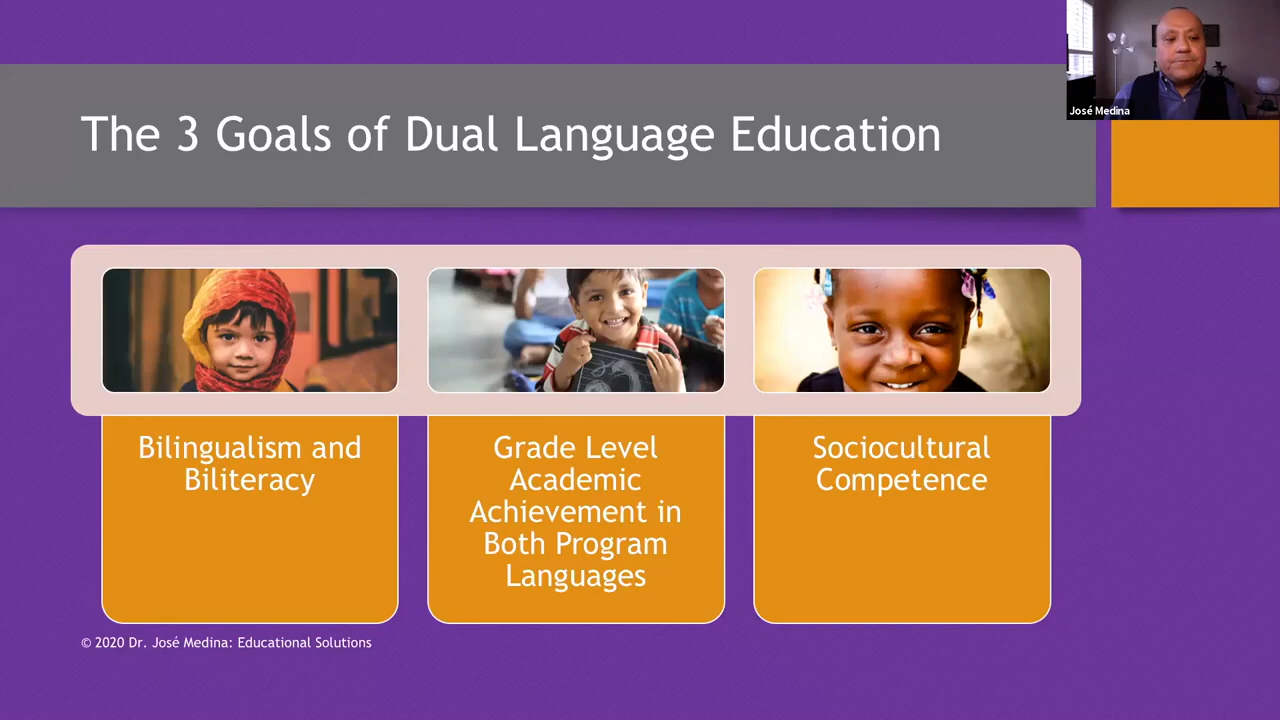 José Medina
The 3 Goals of Dual Language Education
Bilingualism and
Biliteracy
Grade Level
Academic
Achievement in
Both Program
Languages
Sociocultural
Competence
© 2020 Dr. José Medina: Educational Solutions